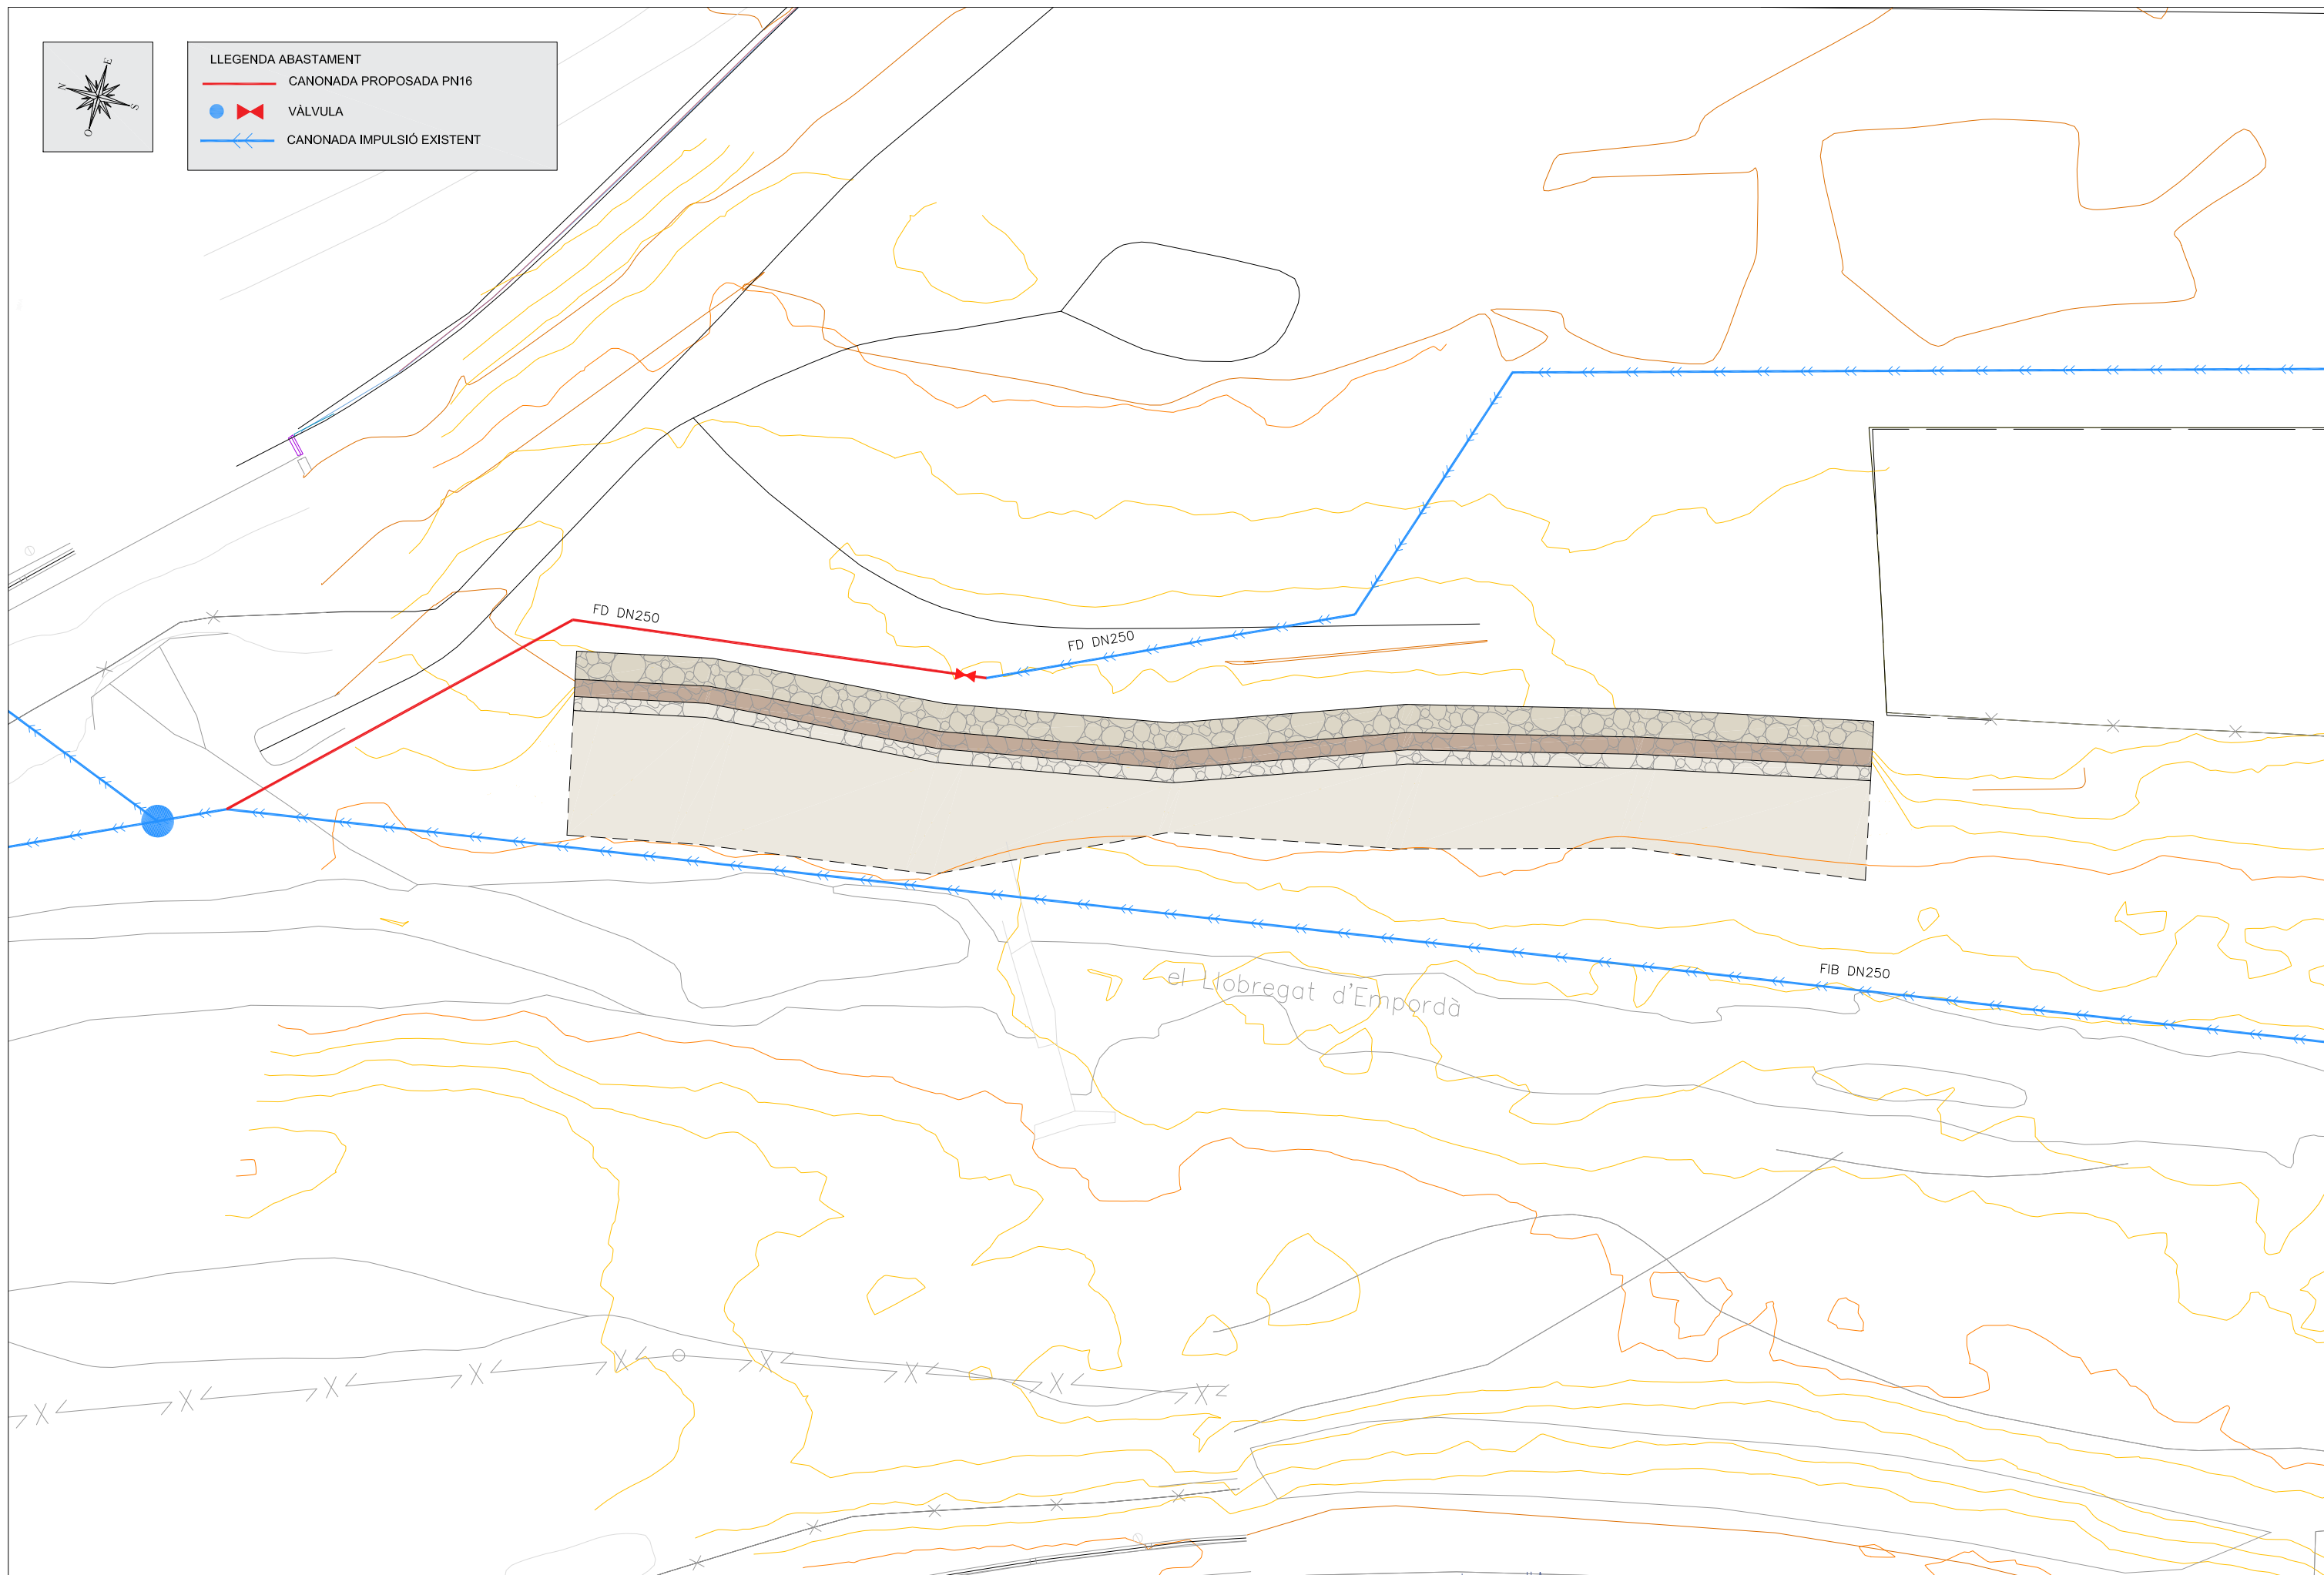 N
E
S
O
LLEGENDA ABASTAMENT
CANONADA PROPOSADA PN16
VÀLVULA
CANONADA IMPULSIÓ EXISTENT
FD DN250
FD DN250
FIB DN250
el Llobregat d'Empordà